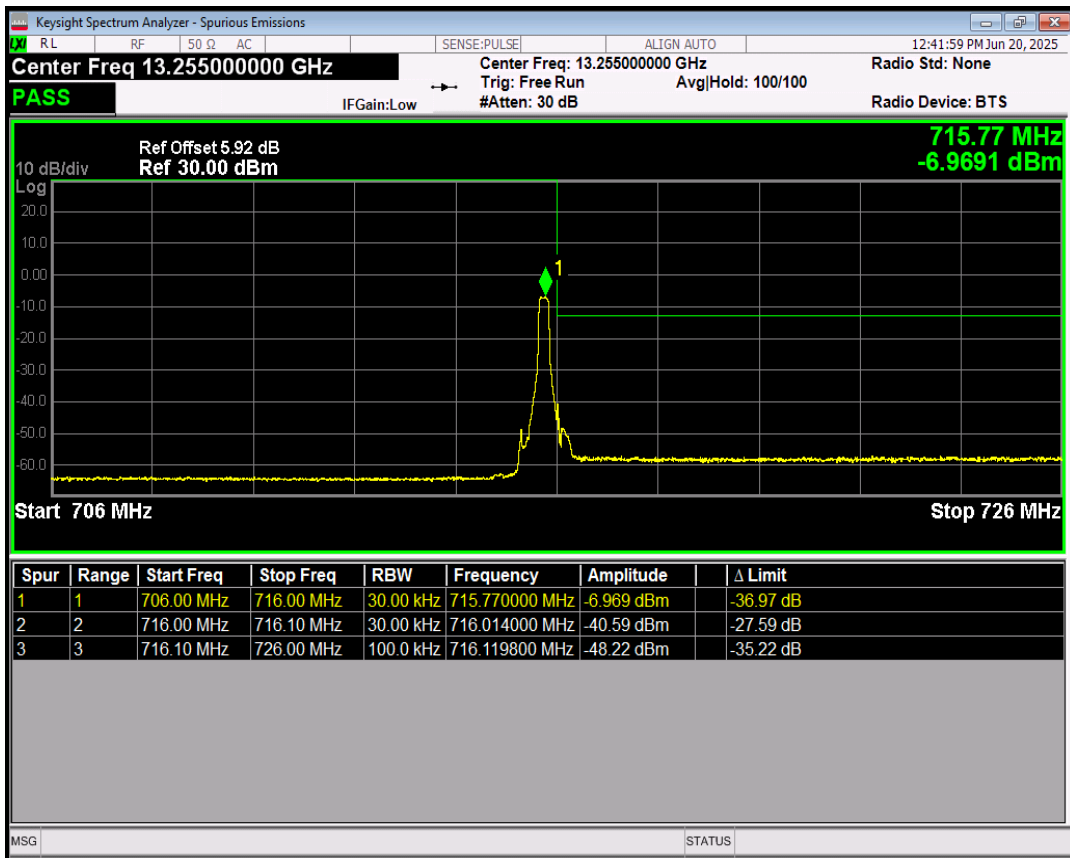 Keysight Spectrum Analyzer - Spurious Emissions
LXI RL RF 50 Ω AC SENSE:PULSE ALIGN AUTO 12:41:59 PM Jun 20, 2025
Center Freq 13.255000000 GHz Center Freq: 13.255000000 GHz Radio Std: None
Trig: Free Run Avg|Hold: 100/100
PASS IFGain:Low #Atten: 30 dB Radio Device: BTS
715.77 MHz
-6.9691 dBm
Ref Offset 5.92 dB
10 dB/div Ref 30.00 dBm
Log
20.0
10.0
0.00
1
-10.0
-20.0
-30.0
-40.0
-50.0
-60.0
Start 706 MHz Stop 726 MHz
Spur Range Start Freq Stop Freq RBW Frequency Amplitude Δ Limit
1 1 706.00 MHz 716.00 MHz 30.00 kHz 715.770000 MHz -6.969 dBm -36.97 dB
2 2 716.00 MHz 716.10 MHz 30.00 kHz 716.014000 MHz -40.59 dBm -27.59 dB
3 3 716.10 MHz 726.00 MHz 100.0 kHz 716.119800 MHz -48.22 dBm -35.22 dB
MSG STATUS